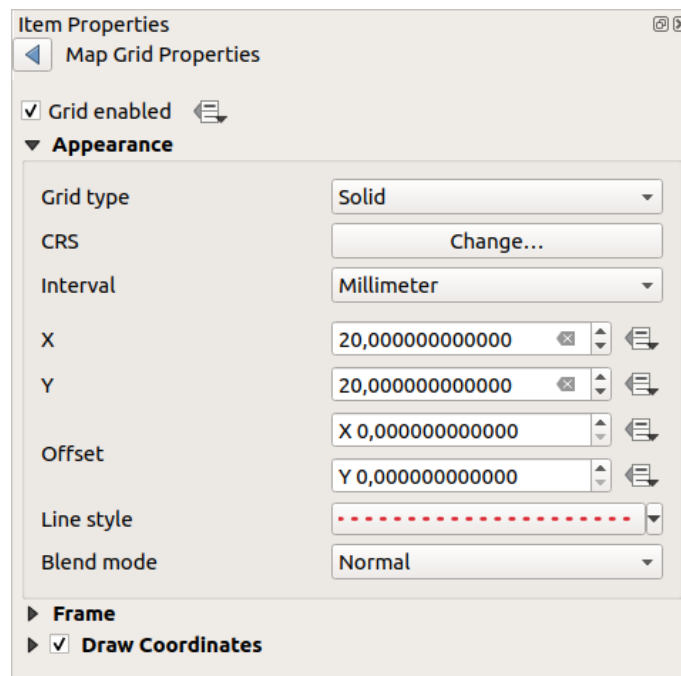 Item Properties
Map Grid Properties
Grid enabled
Appearance
Grid type Solid
CRS Change...
Interval Millimeter
X 20,000000000000
Y 20,000000000000
Offset X 0,000000000000
Y 0,000000000000
Line style
Blend mode Normal
Frame
Draw Coordinates